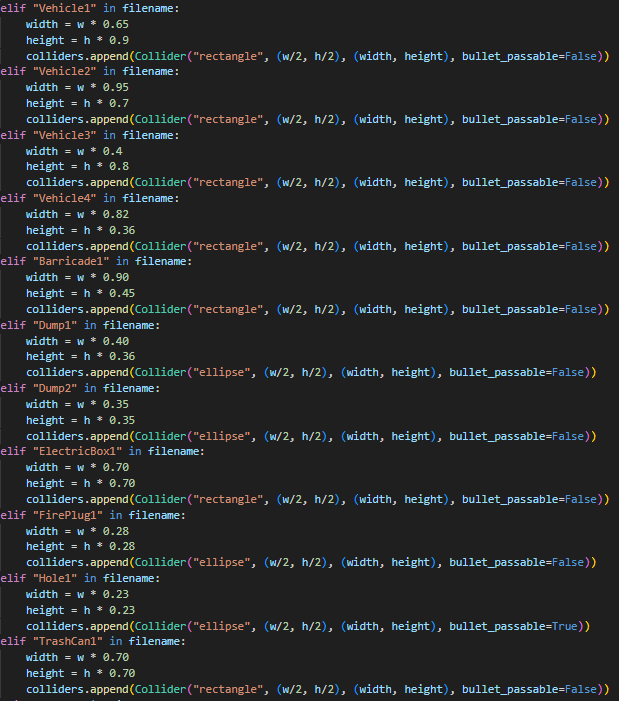 elif "Vehicle1" in filename:
    width = w * 0.65
    height = h * 0.9
    colliders.append(Collider("rectangle", (w/2, h/2), (width, height), bullet_passable=False))
elif "Vehicle2" in filename:
    width = w * 0.95
    height = h * 0.7
    colliders.append(Collider("rectangle", (w/2, h/2), (width, height), bullet_passable=False))
elif "Vehicle3" in filename:
    width = w * 0.4
    height = h * 0.8
    colliders.append(Collider("rectangle", (w/2, h/2), (width, height), bullet_passable=False))
elif "Vehicle4" in filename:
    width = w * 0.82
    height = h * 0.36
    colliders.append(Collider("rectangle", (w/2, h/2), (width, height), bullet_passable=False))
elif "Barricade1" in filename:
    width = w * 0.90
    height = h * 0.45
    colliders.append(Collider("rectangle", (w/2, h/2), (width, height), bullet_passable=False))
elif "Dump1" in filename:
    width = w * 0.40
    height = h * 0.36
    colliders.append(Collider("ellipse", (w/2, h/2), (width, height), bullet_passable=False))
elif "Dump2" in filename:
    width = w * 0.35
    height = h * 0.35
    colliders.append(Collider("ellipse", (w/2, h/2), (width, height), bullet_passable=False))
elif "ElectricBox1" in filename:
    width = w * 0.70
    height = h * 0.70
    colliders.append(Collider("rectangle", (w/2, h/2), (width, height), bullet_passable=False))
elif "FirePlug1" in filename:
    width = w * 0.28
    height = h * 0.28
    colliders.append(Collider("ellipse", (w/2, h/2), (width, height), bullet_passable=False))
elif "Hole1" in filename:
    width = w * 0.23
    height = h * 0.23
    colliders.append(Collider("ellipse", (w/2, h/2), (width, height), bullet_passable=True))
elif "TrashCan1" in filename:
    width = w * 0.70
    height = h * 0.70
    colliders.append(Collider("rectangle", (w/2, h/2), (width, height), bullet_passable=False))